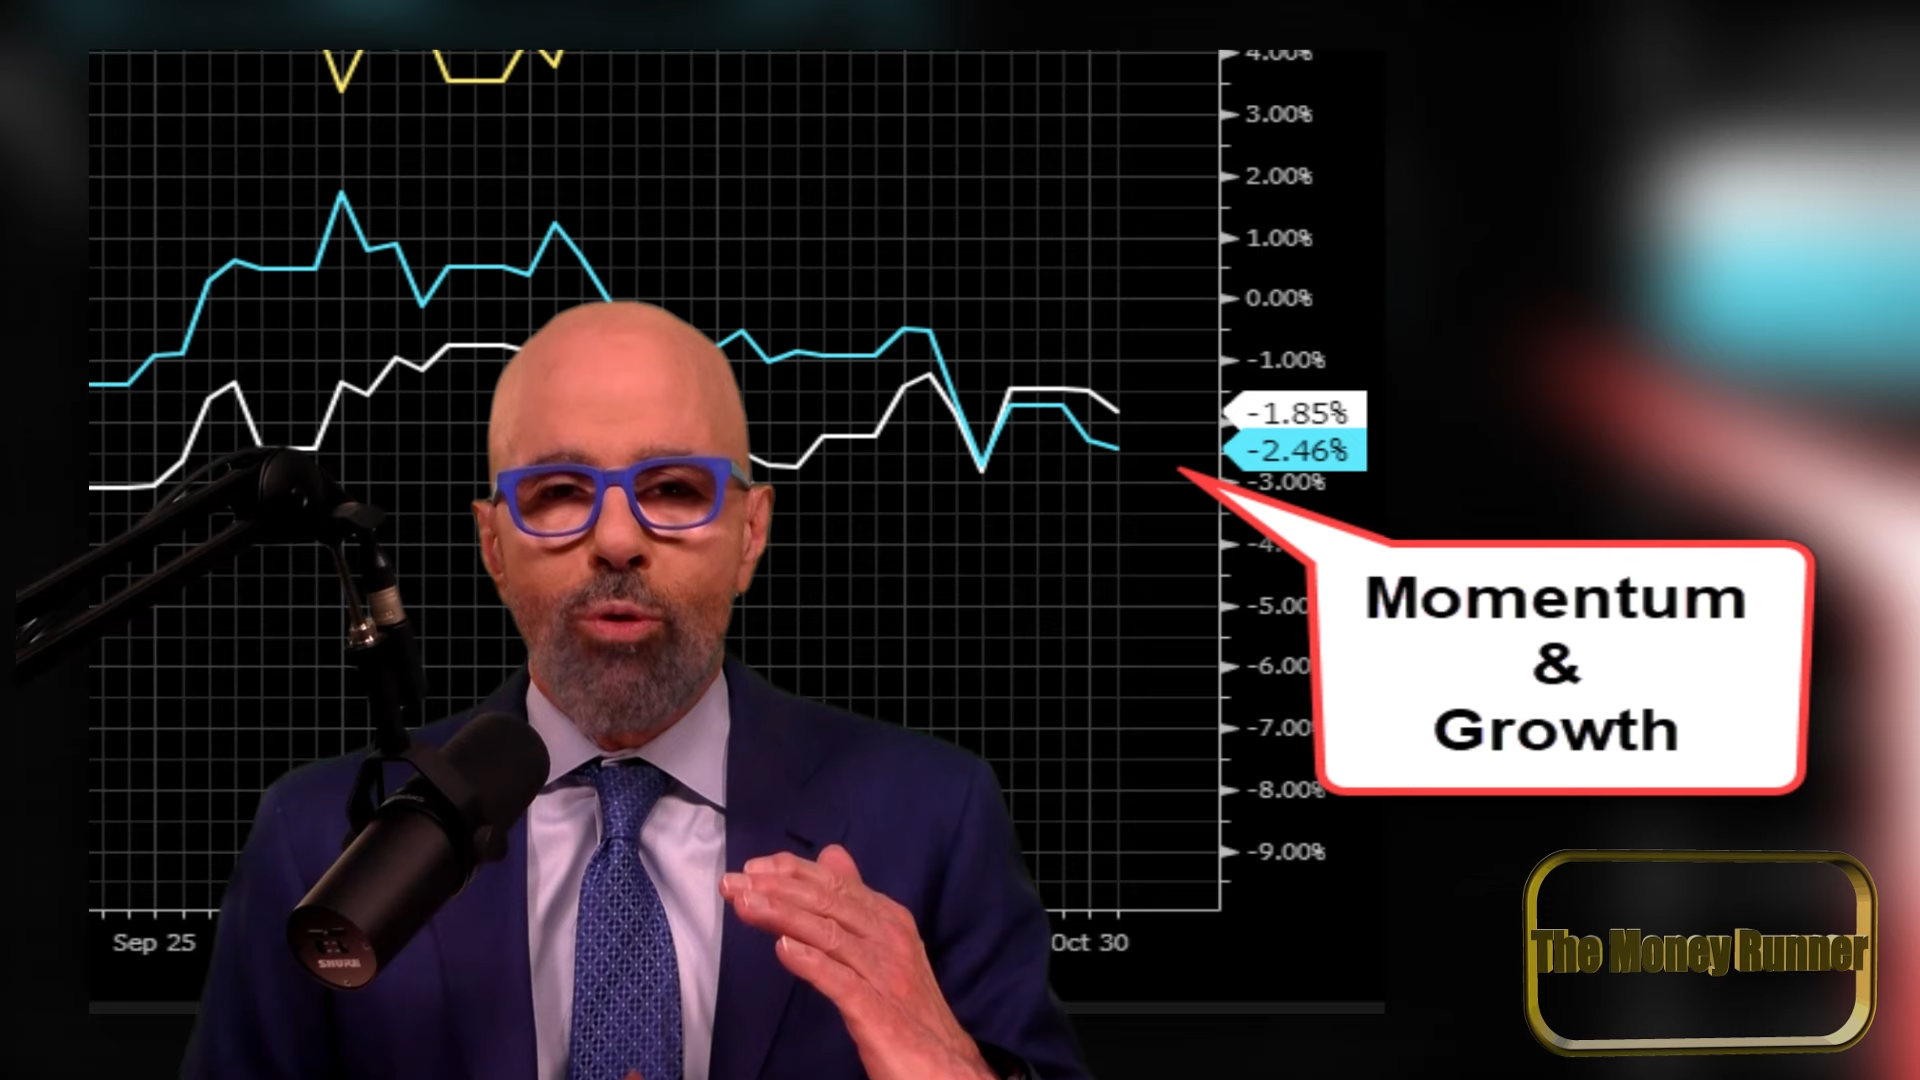 4.00%
3.00%
2.00%
1.00%
0.00%
-1.00%
-1.85%
-2.46%
-3.00%
-4.
-5.00
-6.00
-7.00
-8.00%
-9.00%
Momentum
&
Growth
Sep 25
Oct 30
SHURE
The Money Runner